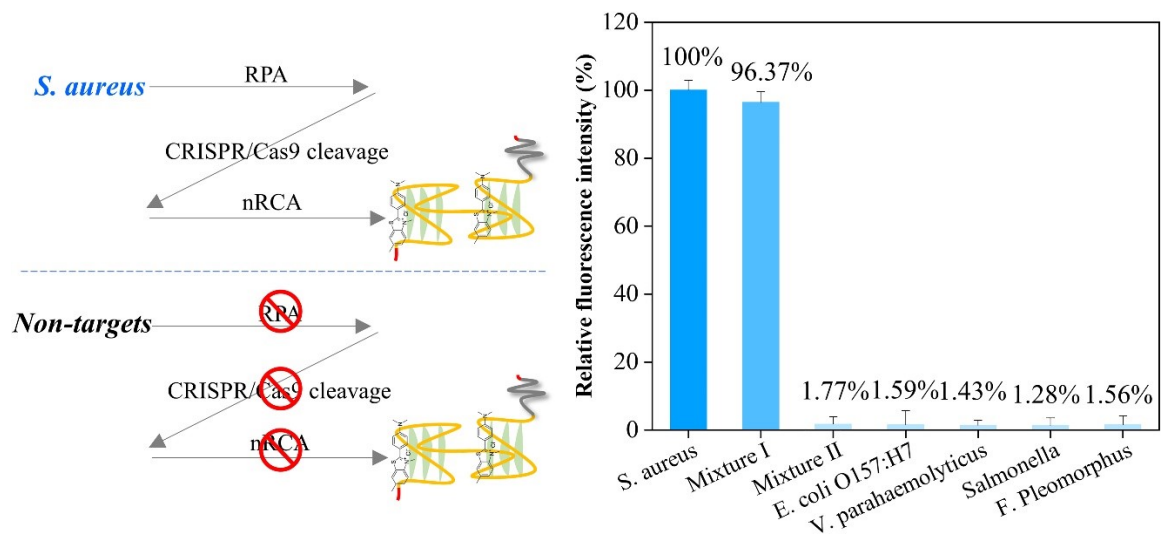 S. aureus
RPA
CRISPR/Cas9 cleavage
nRCA
Non-targets
RPA
CRISPR/Cas9 cleavage
nRCA
Relative fluorescence intensity (%)
120
100
80
60
40
20
0
100%
96.37%
1.77%
1.59%
1.43%
1.28%
1.56%
S. aureus
Mixture I
Mixture II
E. coli O157:H7
V. parahaemolyticus
Salmonella
F. Pleomorphus